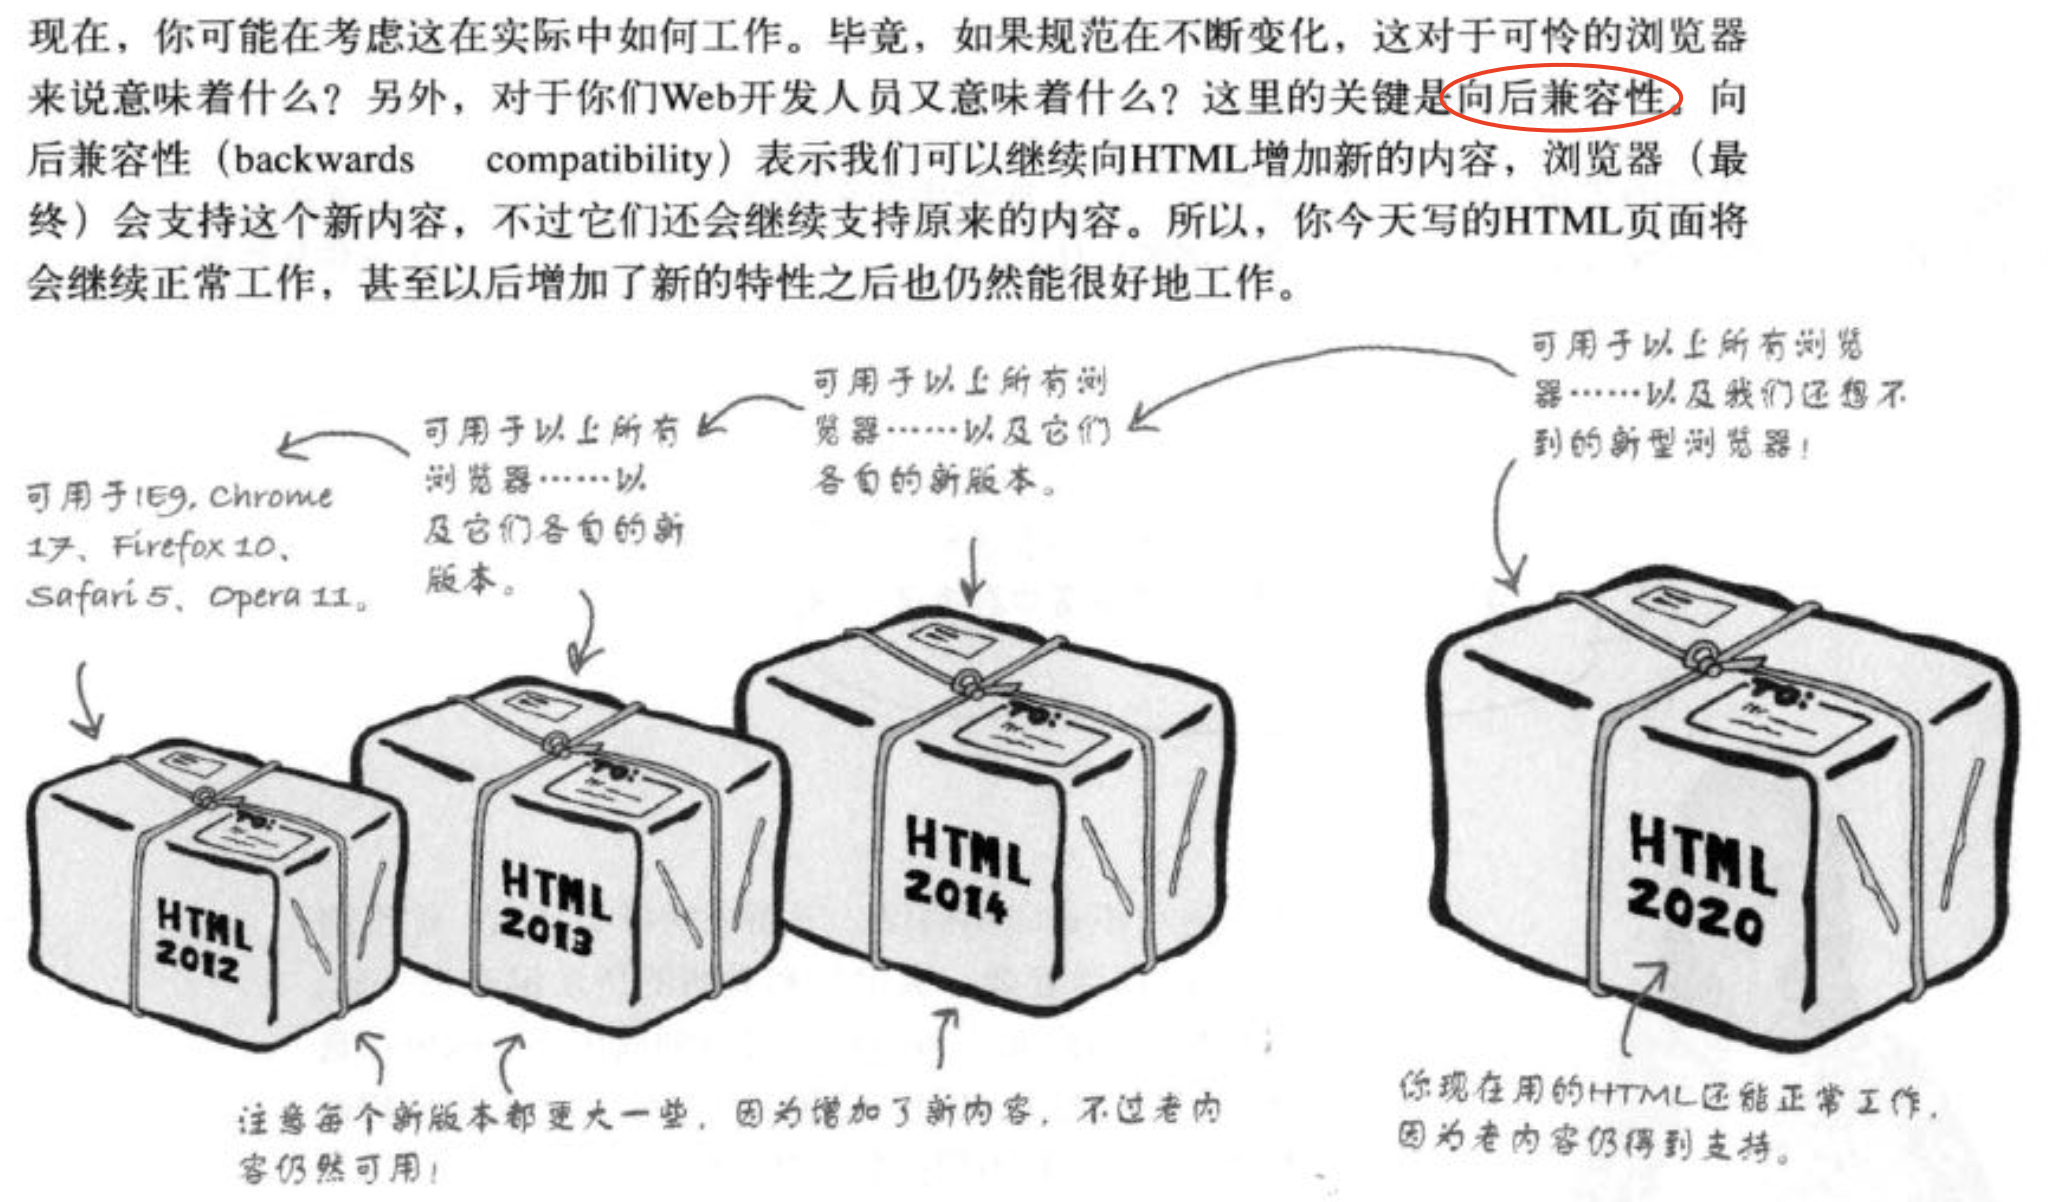 现在，你可能在考虑这在实际中如何工作。毕竟，如果规范在不断变化，这对于可怜的浏览器
来说意味着什么？另外，对于你们Web开发人员又意味着什么？这里的关键是向后兼容性。向
后兼容性（backwards compatibility）表示我们可以继续向HTML增加新的内容，浏览器（最
终）会支持这个新内容，不过它们还会继续支持原来的内容。所以，你今天写的HTML页面将
会继续正常工作，甚至以后增加了新的特性之后也仍然能很好地工作。
可用于IE9, Chrome
17、Firefox 10、
Safari 5、Opera 11。
可用于以上所有
浏览器……以
及它们各自的新
版本。
可用于以上所有浏
览器……以及它们
各自的新版本。
可用于以上所有浏览
器……以及我们还想不
到的新型浏览器！
TO:
HTML
2012
TO:
HTML
2013
TO:
HTML
2014
TO:
HTML
2020
注意每个新版本都更大一些，因为增加了新内容，不过老内
容仍然可用！
你现在用的HTML还能正常工作，
因为老内容仍得到支持。